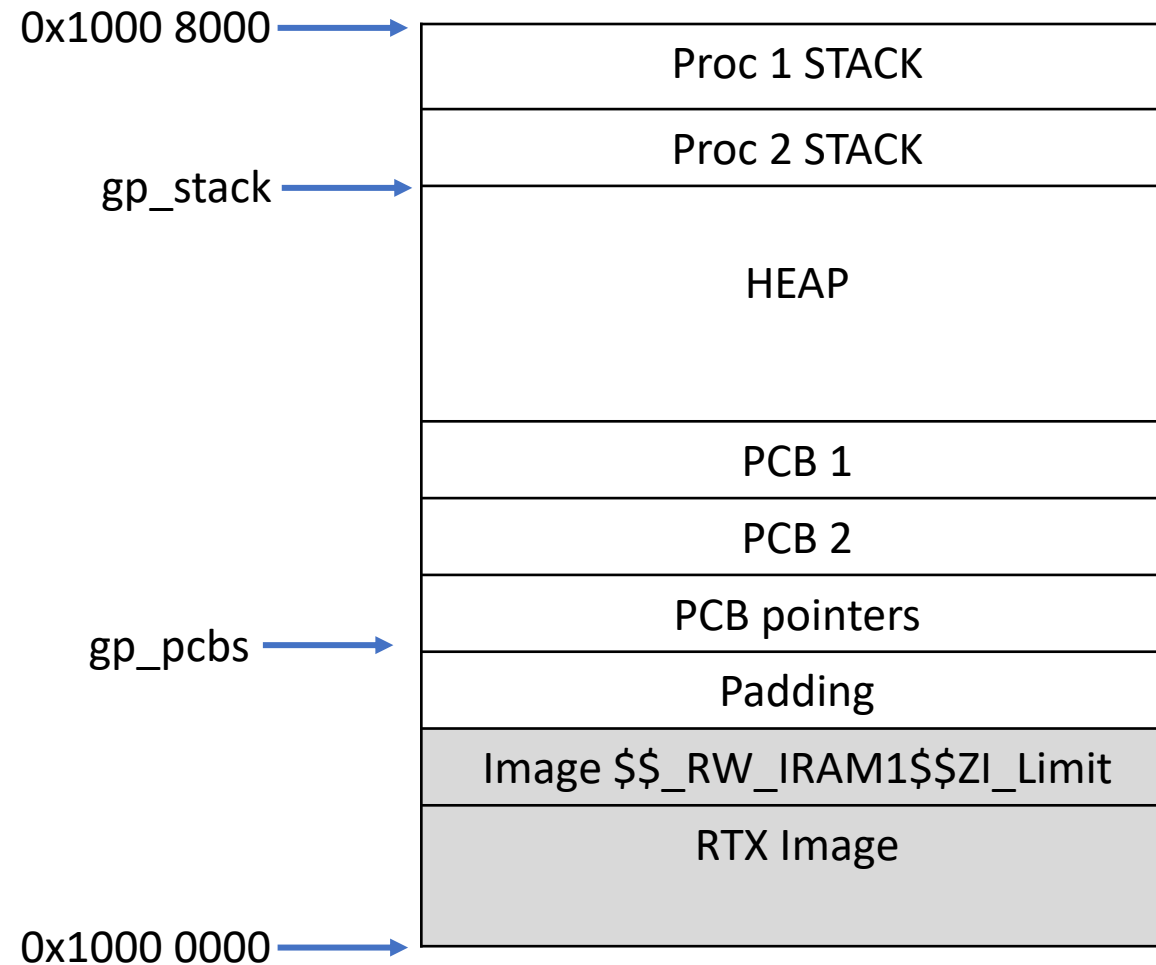 0x1000 8000
Proc 1 STACK
Proc 2 STACK
gp_stack
HEAP
PCB 1
PCB 2
PCB pointers
gp_pcbs
Padding
Image $$_RW_IRAM1$$ZI_Limit
RTX Image
0x1000 0000